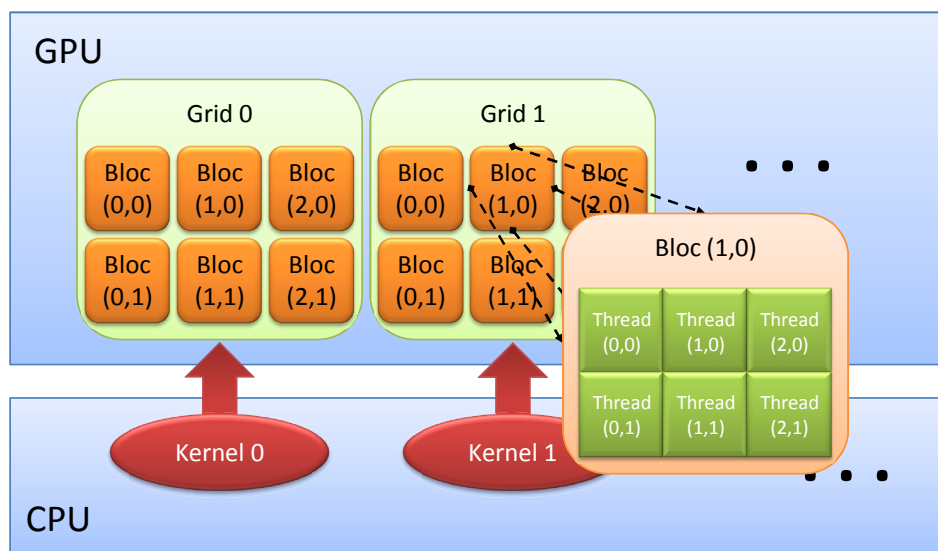 GPU
Grid 0
Bloc
(0,0)
Bloc
(1,0)
Bloc
(2,0)
Bloc
(0,1)
Bloc
(1,1)
Bloc
(2,1)
Grid 1
Bloc
(0,0)
Bloc
(1,0)
Bloc
(2,0)
Bloc
(0,1)
Bloc
(1,1)
. . .
Bloc (1,0)
Thread
(0,0)
Thread
(1,0)
Thread
(2,0)
Thread
(0,1)
Thread
(1,1)
Thread
(2,1)
Kernel 0
Kernel 1
. . .
CPU